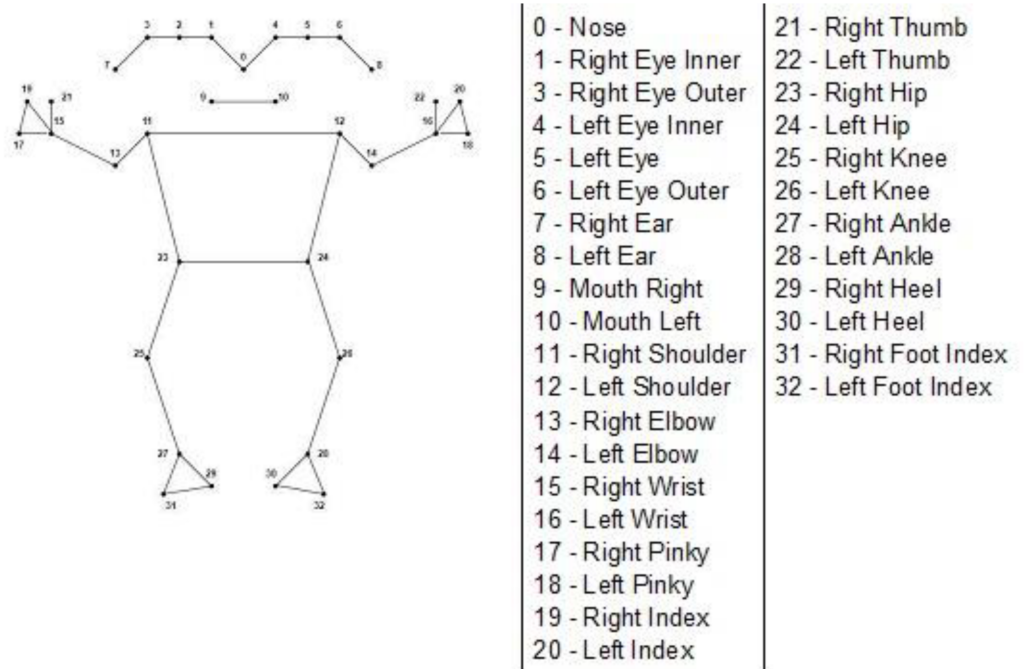 3 2 1 4 5 6
7 0 8
19 21 9 10 22 20
17 15 11 12 16 18
13 14
23 24
25 26
27 28
29 30
31 32
0 - Nose
1 - Right Eye Inner
3 - Right Eye Outer
4 - Left Eye Inner
5 - Left Eye
6 - Left Eye Outer
7 - Right Ear
8 - Left Ear
9 - Mouth Right
10 - Mouth Left
11 - Right Shoulder
12 - Left Shoulder
13 - Right Elbow
14 - Left Elbow
15 - Right Wrist
16 - Left Wrist
17 - Right Pinky
18 - Left Pinky
19 - Right Index
20 - Left Index
21 - Right Thumb
22 - Left Thumb
23 - Right Hip
24 - Left Hip
25 - Right Knee
26 - Left Knee
27 - Right Ankle
28 - Left Ankle
29 - Right Heel
30 - Left Heel
31 - Right Foot Index
32 - Left Foot Index